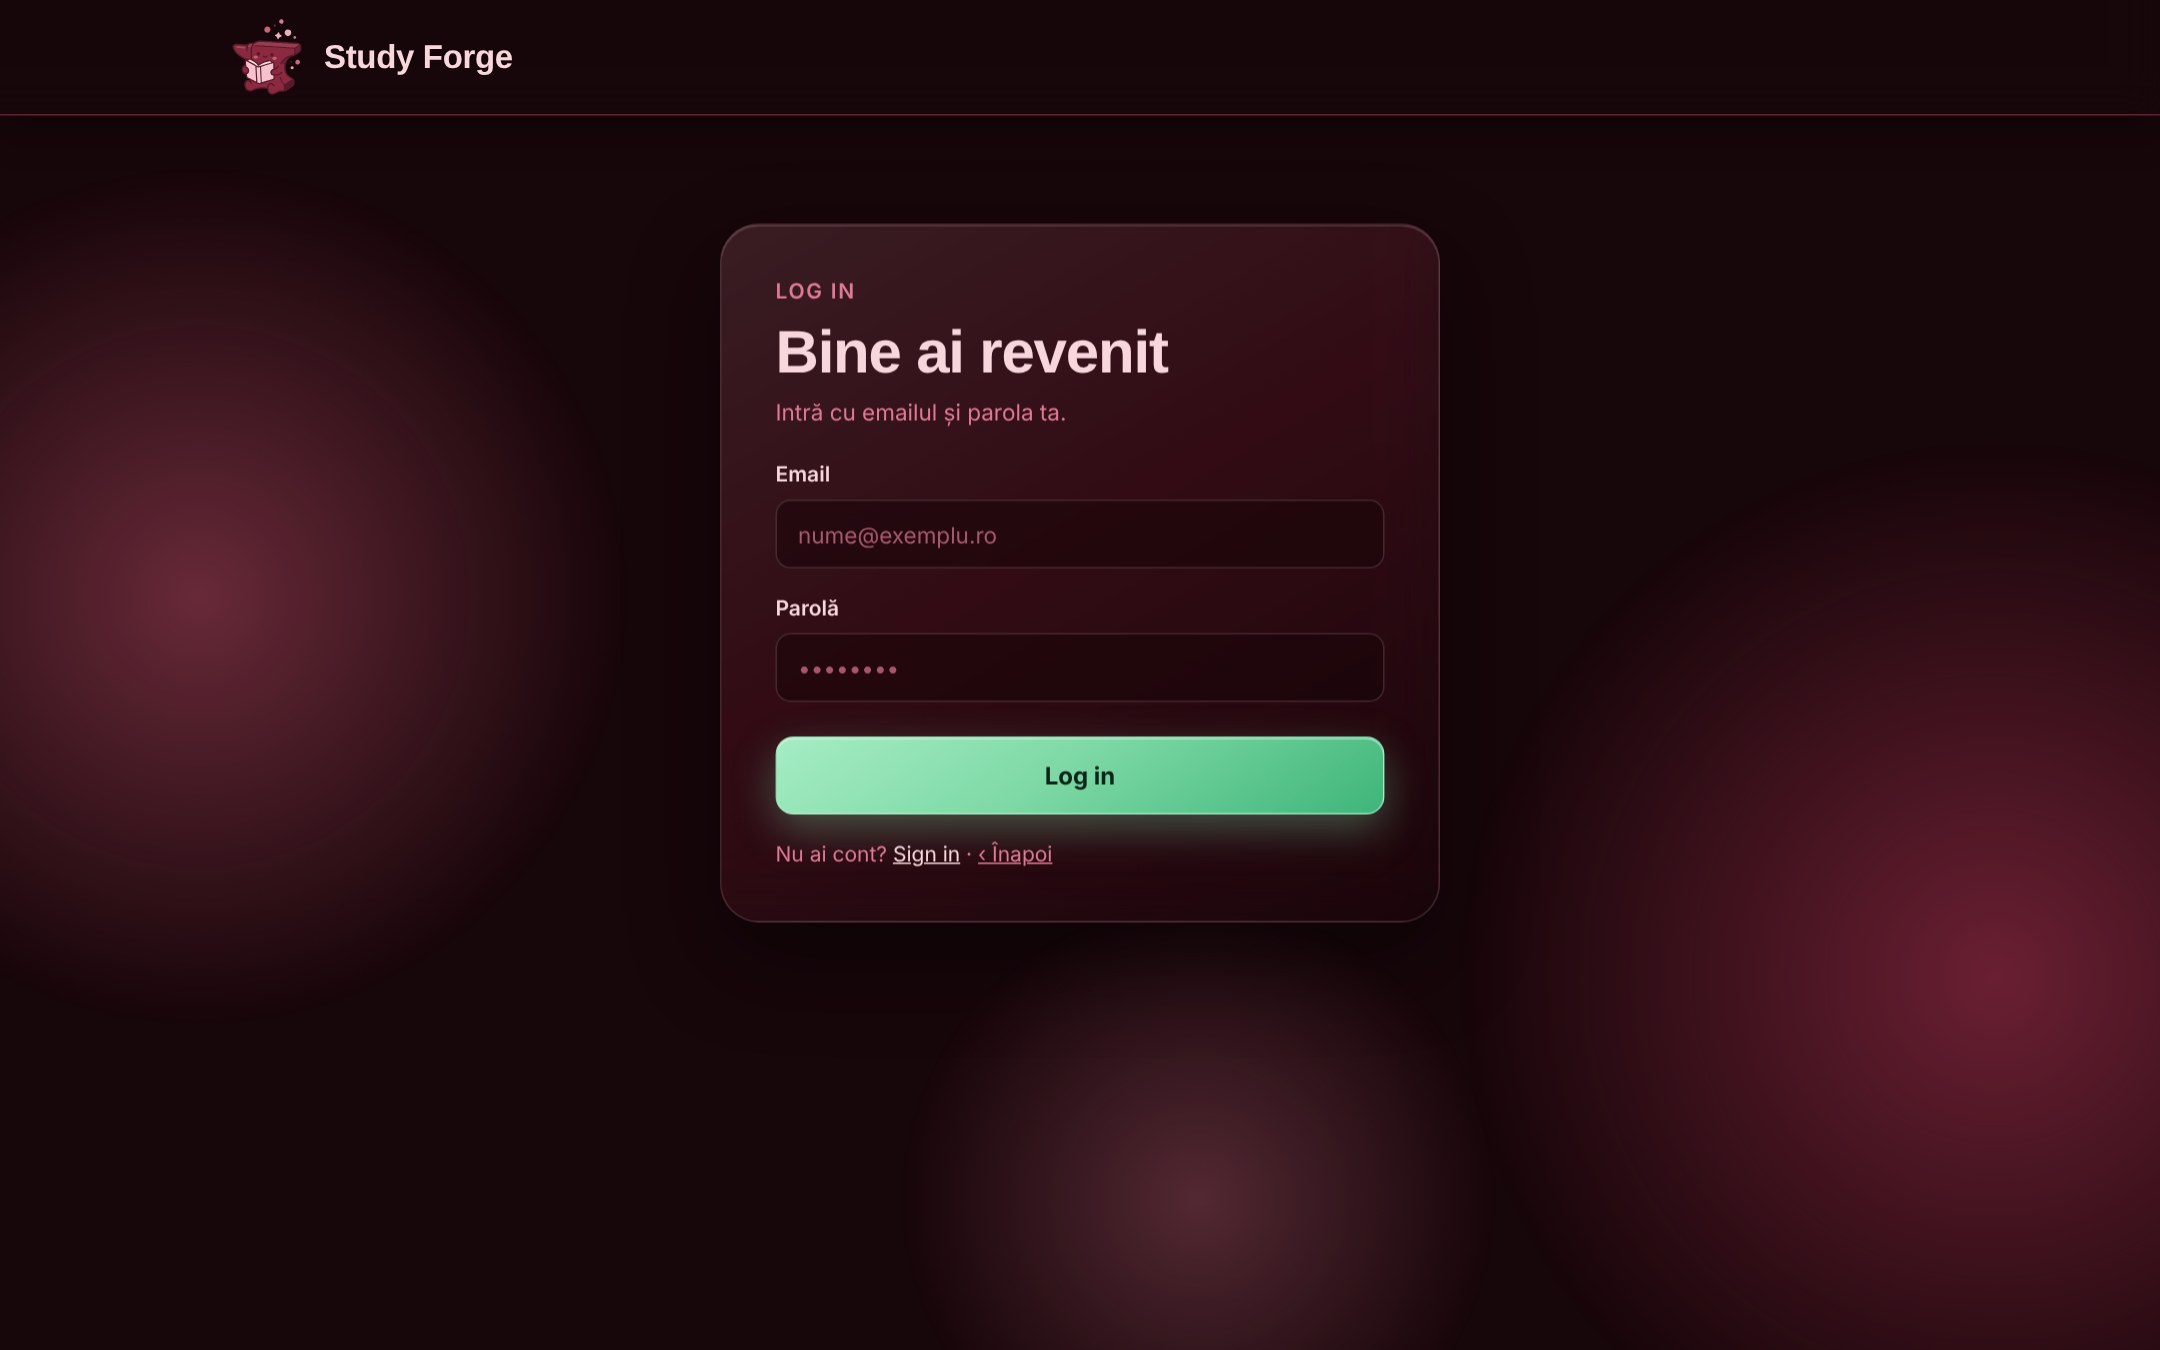 Study Forge
LOG IN
Bine ai revenit
Intră cu emailul și parola ta.
Email
nume@exemplu.ro
Parolă
••••••••
Log in
Nu ai cont? Sign in · ‹ Înapoi